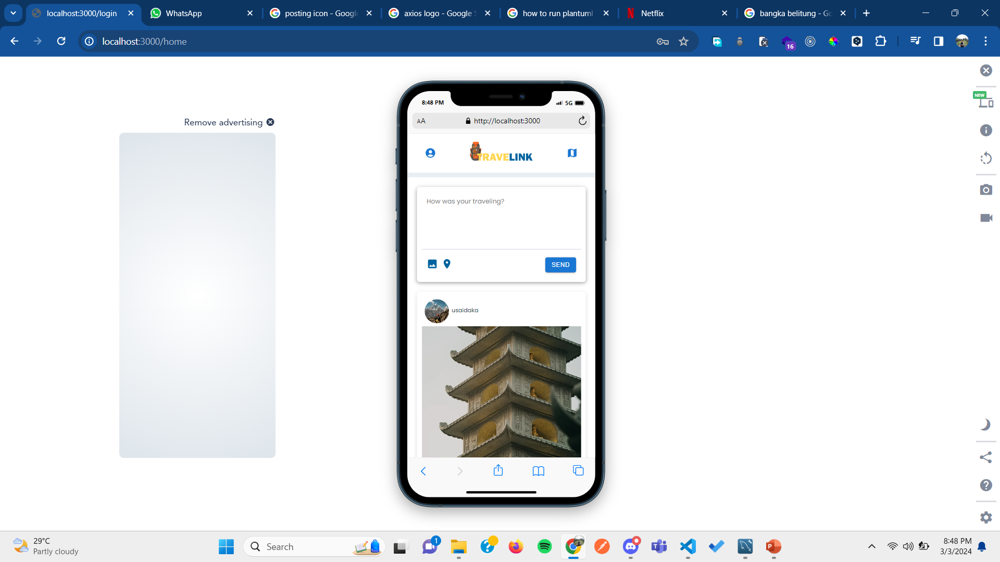 localhost:3000/login
WhatsApp
posting icon - Google
axios logo - Google S
how to run plantuml
Netflix
bangka belitung - Go
localhost:3000/home
16
NEW
Remove advertising
8:48 PM
5G
AA
http://localhost:3000
TRAVELINK
How was your traveling?
SEND
usaidaka
29°C
Partly cloudy
Search
1
8:48 PM
3/3/2024